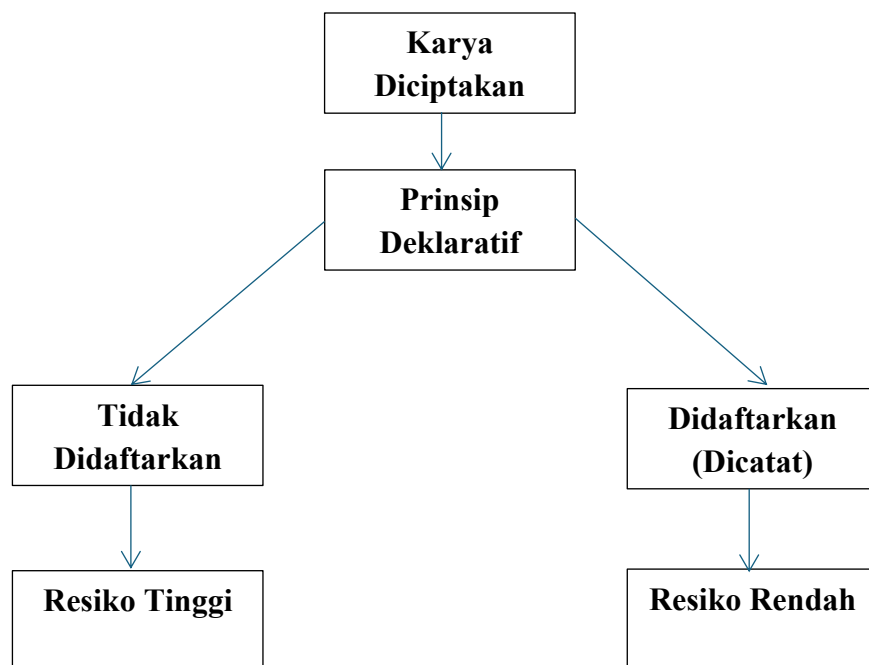 Karya
Diciptakan
Prinsip
Deklaratif
Tidak
Didaftarkan
Didaftarkan
(Dicatat)
Resiko Tinggi
Resiko Rendah